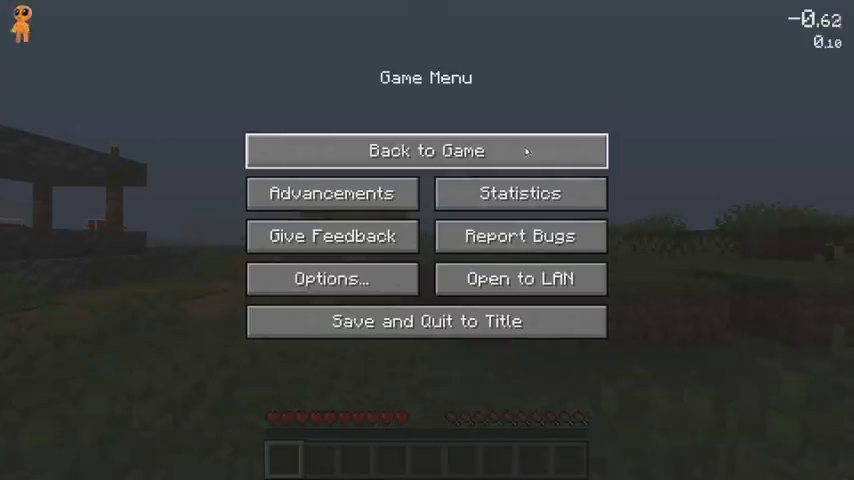 -0.62
0.10
Game Menu
Back to Game
Advancements
Statistics
Give Feedback
Report Bugs
Options...
Open to LAN
Save and Quit to Title